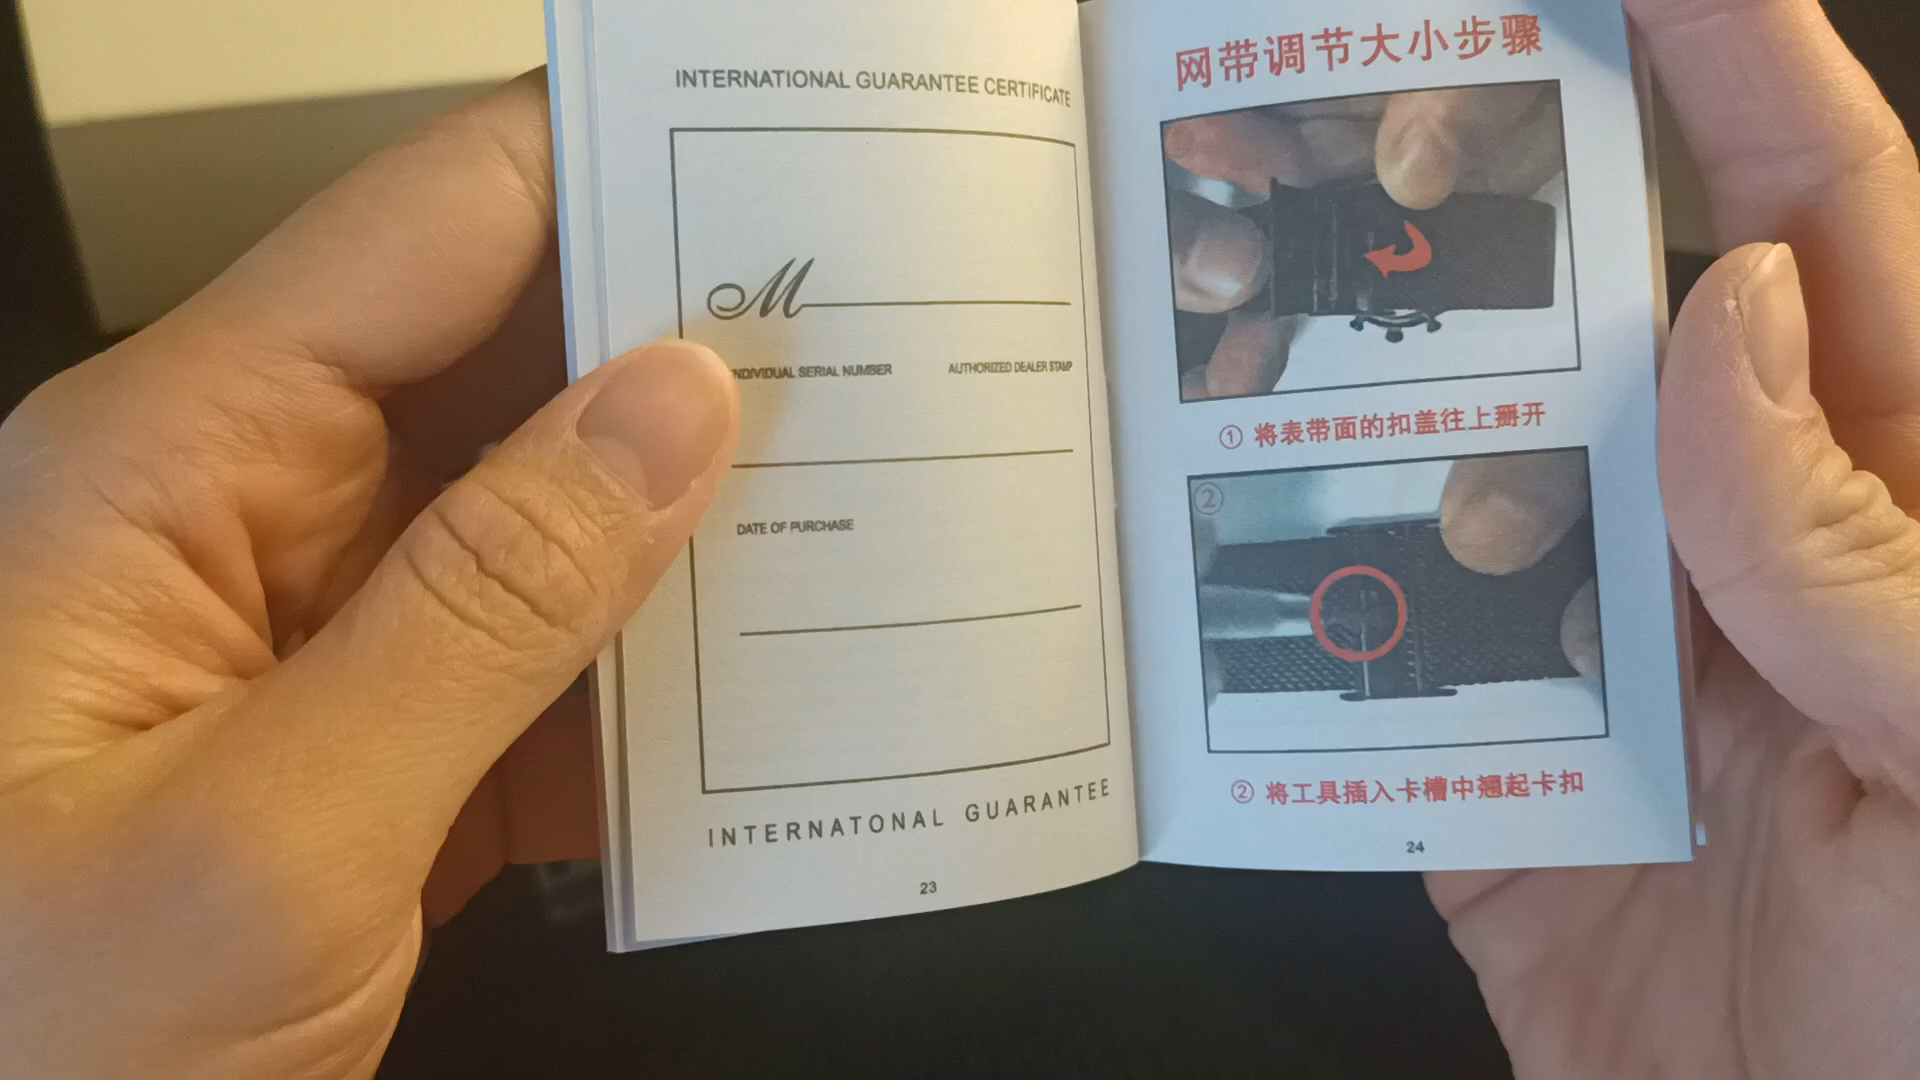 INTERNATIONAL GUARANTEE CERTIFICATE
M
NDIVIDUAL SERIAL NUMBER
AUTHORIZED DEALER STAMP
DATE OF PURCHASE
INTERNATONAL GUARANTEE
23
网带调节大小步骤
①
① 将表带面的扣盖往上掰开
②
② 将工具插入卡槽中翘起卡扣
24